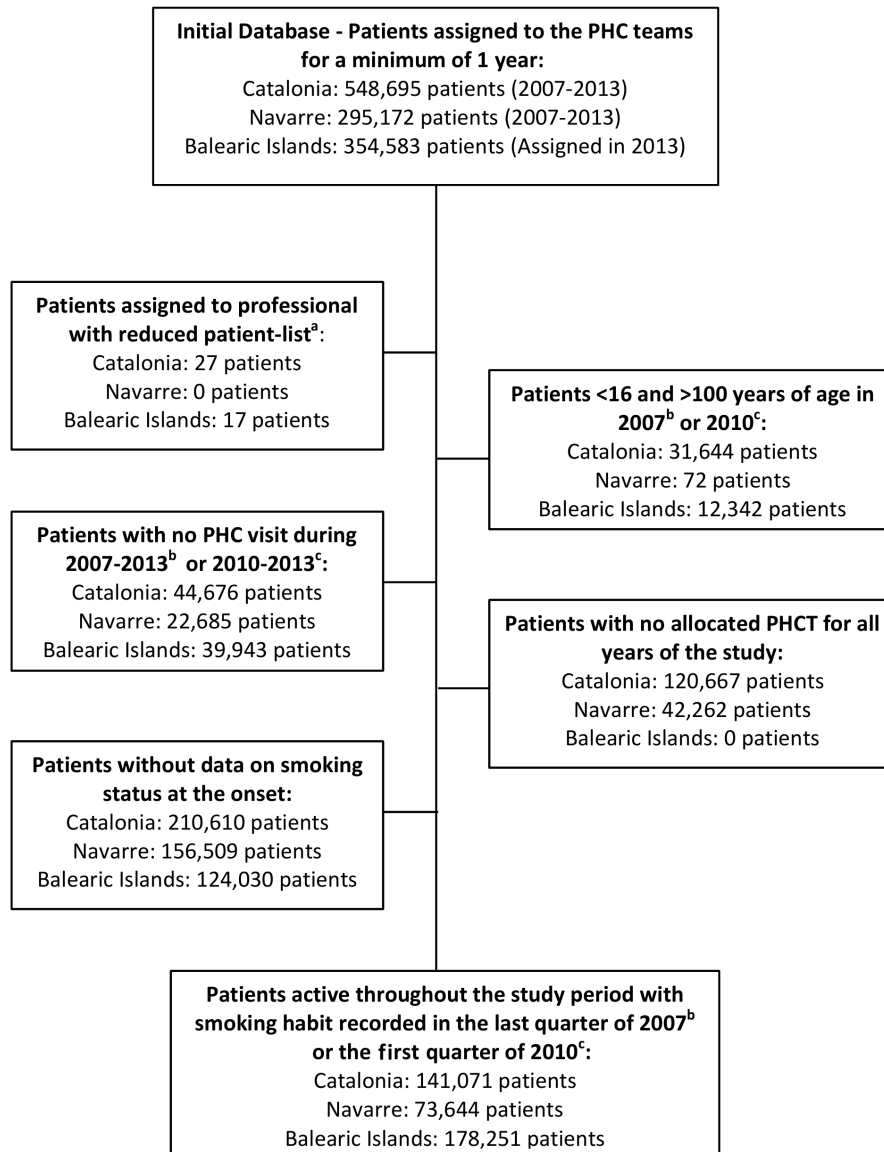 Initial Database - Patients assigned to the PHC teams
for a minimum of 1 year:
Catalonia: 548,695 patients (2007-2013)
Navarre: 295,172 patients (2007-2013)
Balearic Islands: 354,583 patients (Assigned in 2013)
Patients assigned to professional
with reduced patient-listᵃ:
Catalonia: 27 patients
Navarre: 0 patients
Balearic Islands: 17 patients
Patients <16 and >100 years of age in
2007ᵇ or 2010ᶜ:
Catalonia: 31,644 patients
Navarre: 72 patients
Balearic Islands: 12,342 patients
Patients with no PHC visit during
2007-2013ᵇ or 2010-2013ᶜ:
Catalonia: 44,676 patients
Navarre: 22,685 patients
Balearic Islands: 39,943 patients
Patients with no allocated PHCT for all
years of the study:
Catalonia: 120,667 patients
Navarre: 42,262 patients
Balearic Islands: 0 patients
Patients without data on smoking
status at the onset:
Catalonia: 210,610 patients
Navarre: 156,509 patients
Balearic Islands: 124,030 patients
Patients active throughout the study period with
smoking habit recorded in the last quarter of 2007ᵇ
or the first quarter of 2010ᶜ:
Catalonia: 141,071 patients
Navarre: 73,644 patients
Balearic Islands: 178,251 patients